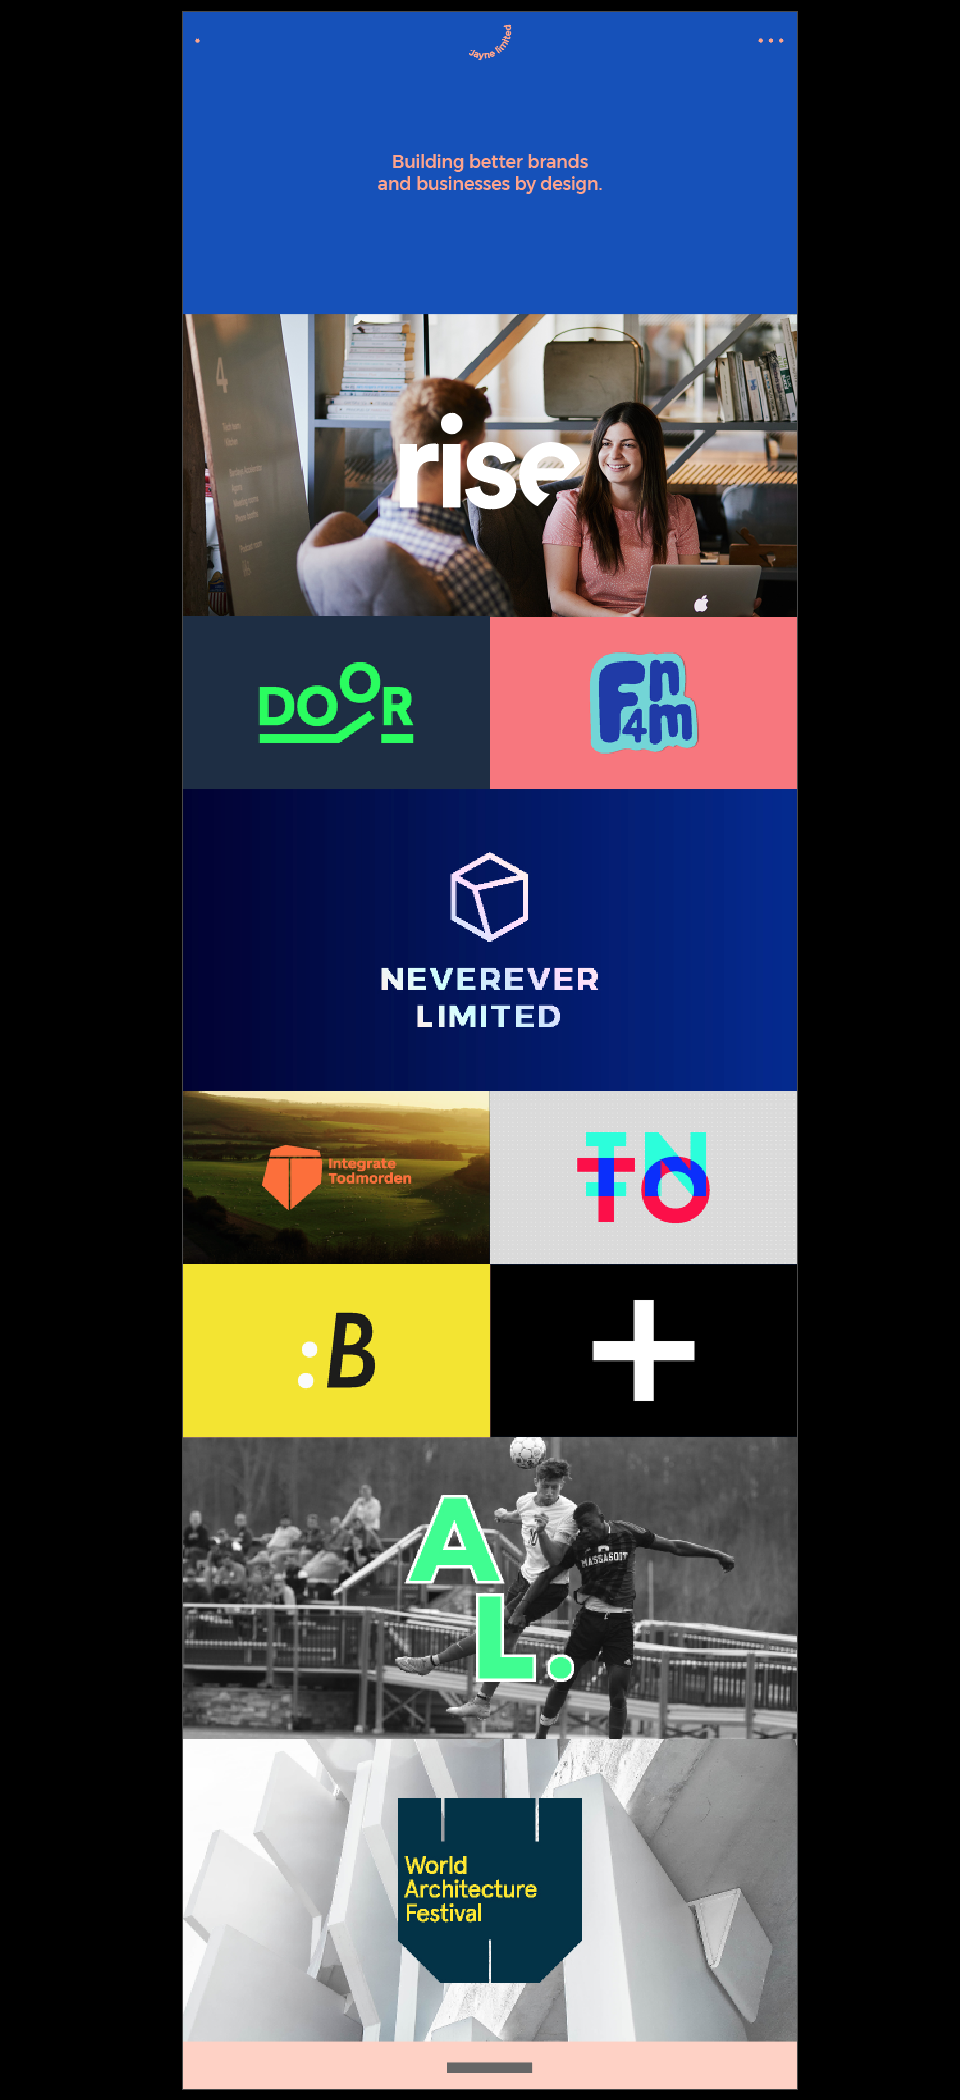 Jayne limited
Building better brands
and businesses by design.
4
rise
DOOR
Fn
4m
NEVEREVER
LIMITED
Integrate
Todmorden
TN
TO
:B
A
L.
MASSASOIT
World
Architecture
Festival